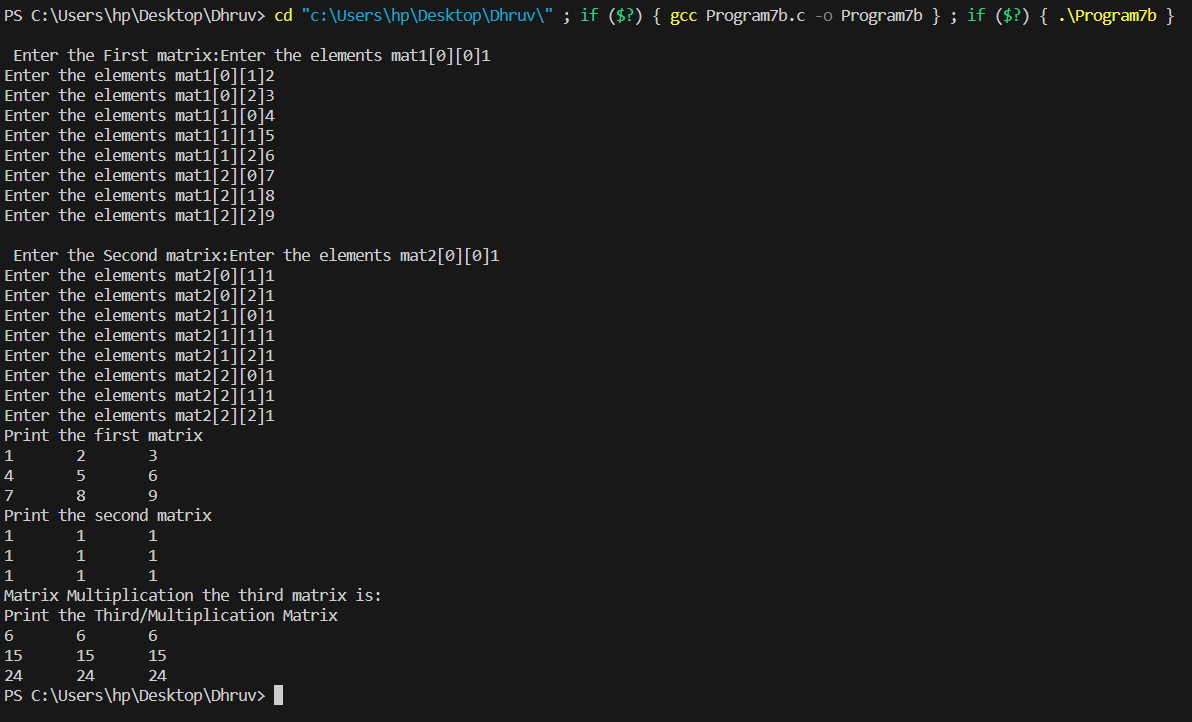 PS C:\Users\hp\Desktop\Dhruv> cd "c:\Users\hp\Desktop\Dhruv\" ; if ($?) { gcc Program7b.c -o Program7b } ; if ($?) { .\Program7b }
Enter the First matrix:Enter the elements mat1[0][0]1
Enter the elements mat1[0][1]2
Enter the elements mat1[0][2]3
Enter the elements mat1[1][0]4
Enter the elements mat1[1][1]5
Enter the elements mat1[1][2]6
Enter the elements mat1[2][0]7
Enter the elements mat1[2][1]8
Enter the elements mat1[2][2]9
Enter the Second matrix:Enter the elements mat2[0][0]1
Enter the elements mat2[0][1]1
Enter the elements mat2[0][2]1
Enter the elements mat2[1][0]1
Enter the elements mat2[1][1]1
Enter the elements mat2[1][2]1
Enter the elements mat2[2][0]1
Enter the elements mat2[2][1]1
Enter the elements mat2[2][2]1
Print the first matrix
1 2 3
4 5 6
7 8 9
Print the second matrix
1 1 1
1 1 1
1 1 1
Matrix Multiplication the third matrix is:
Print the Third/Multiplication Matrix
6 6 6
15 15 15
24 24 24
PS C:\Users\hp\Desktop\Dhruv>